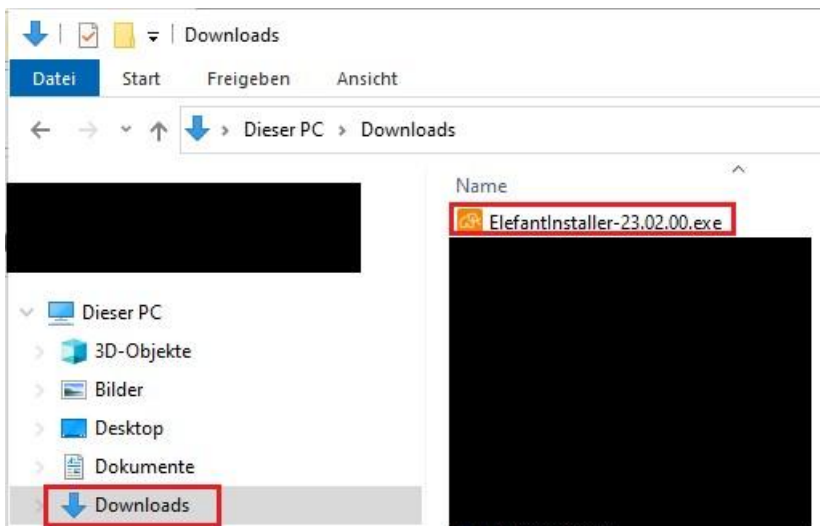 Downloads
Datei Start Freigeben Ansicht
Dieser PC Downloads
Name
ElefantInstaller-23.02.00.exe
Dieser PC
3D-Objekte
Bilder
Desktop
Dokumente
Downloads